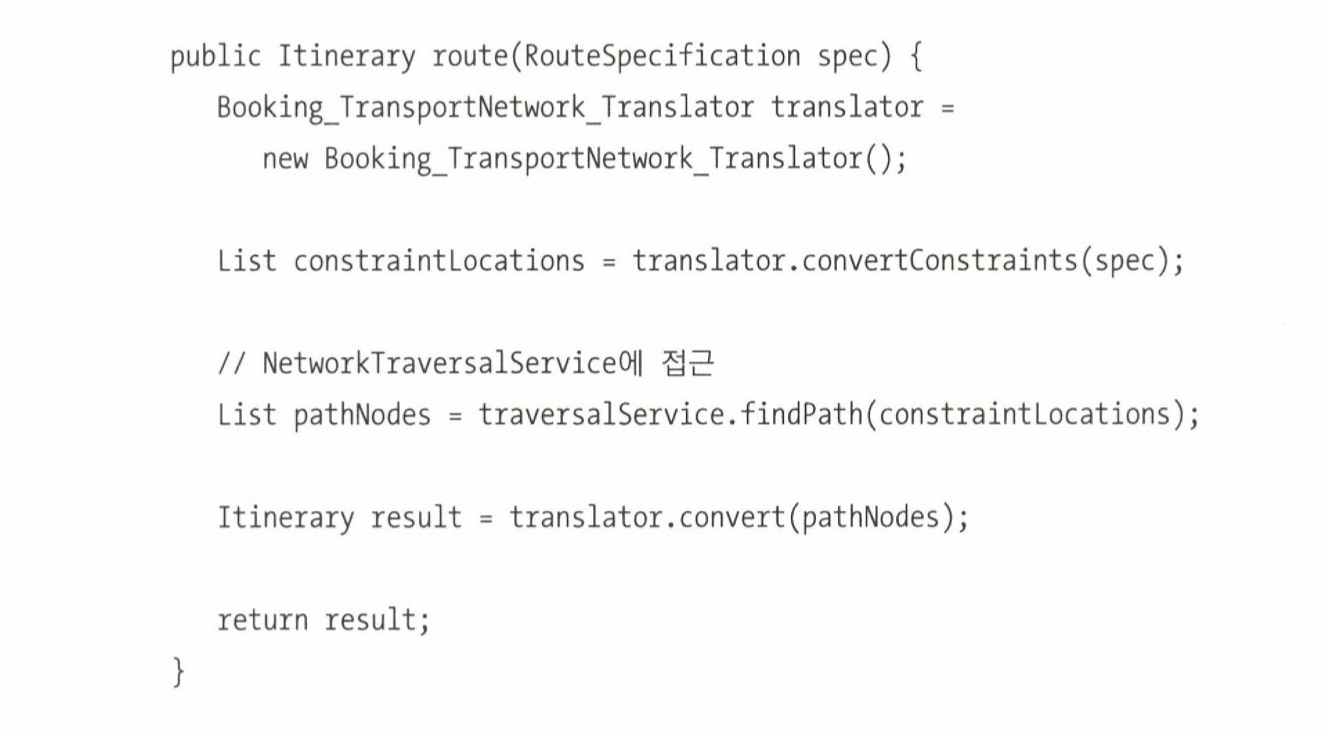 public Itinerary route(RouteSpecification spec) {
Booking_TransportNetwork_Translator translator =
new Booking_TransportNetwork_Translator();
List constraintLocations = translator.convertConstraints(spec);
// NetworkTraversalService에 접근
List pathNodes = traversalService.findPath(constraintLocations);
Itinerary result = translator.convert(pathNodes);
return result;
}